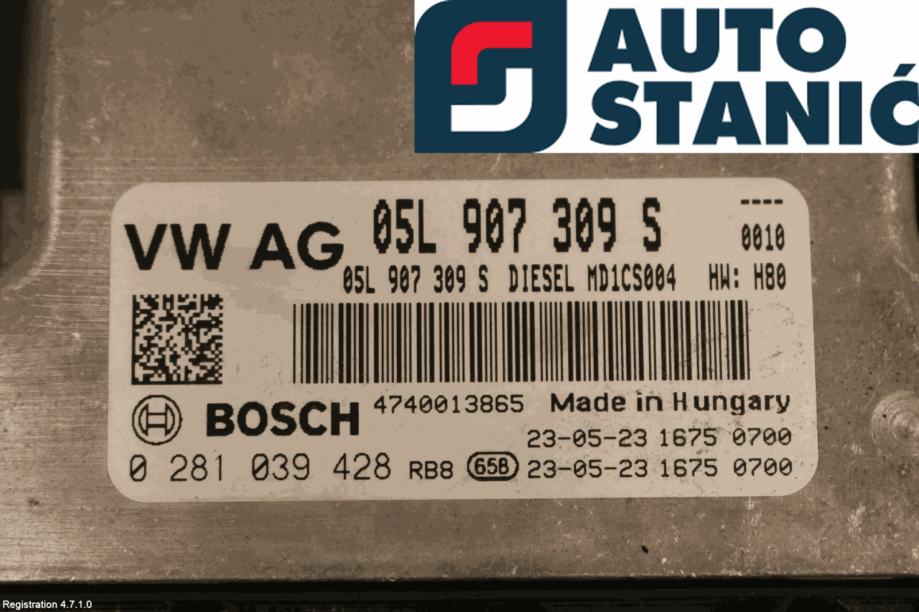 AUTO
STANIĆ
VW AG 05L 907 309 S ----
0010
05L 907 309 S DIESEL MD1CS004 HW: H80
BOSCH 4740013865 Made in Hungary
23-05-23 1675 0700
0 281 039 428 RB8 65B 23-05-23 1675 0700
Registration 4.7.1.0